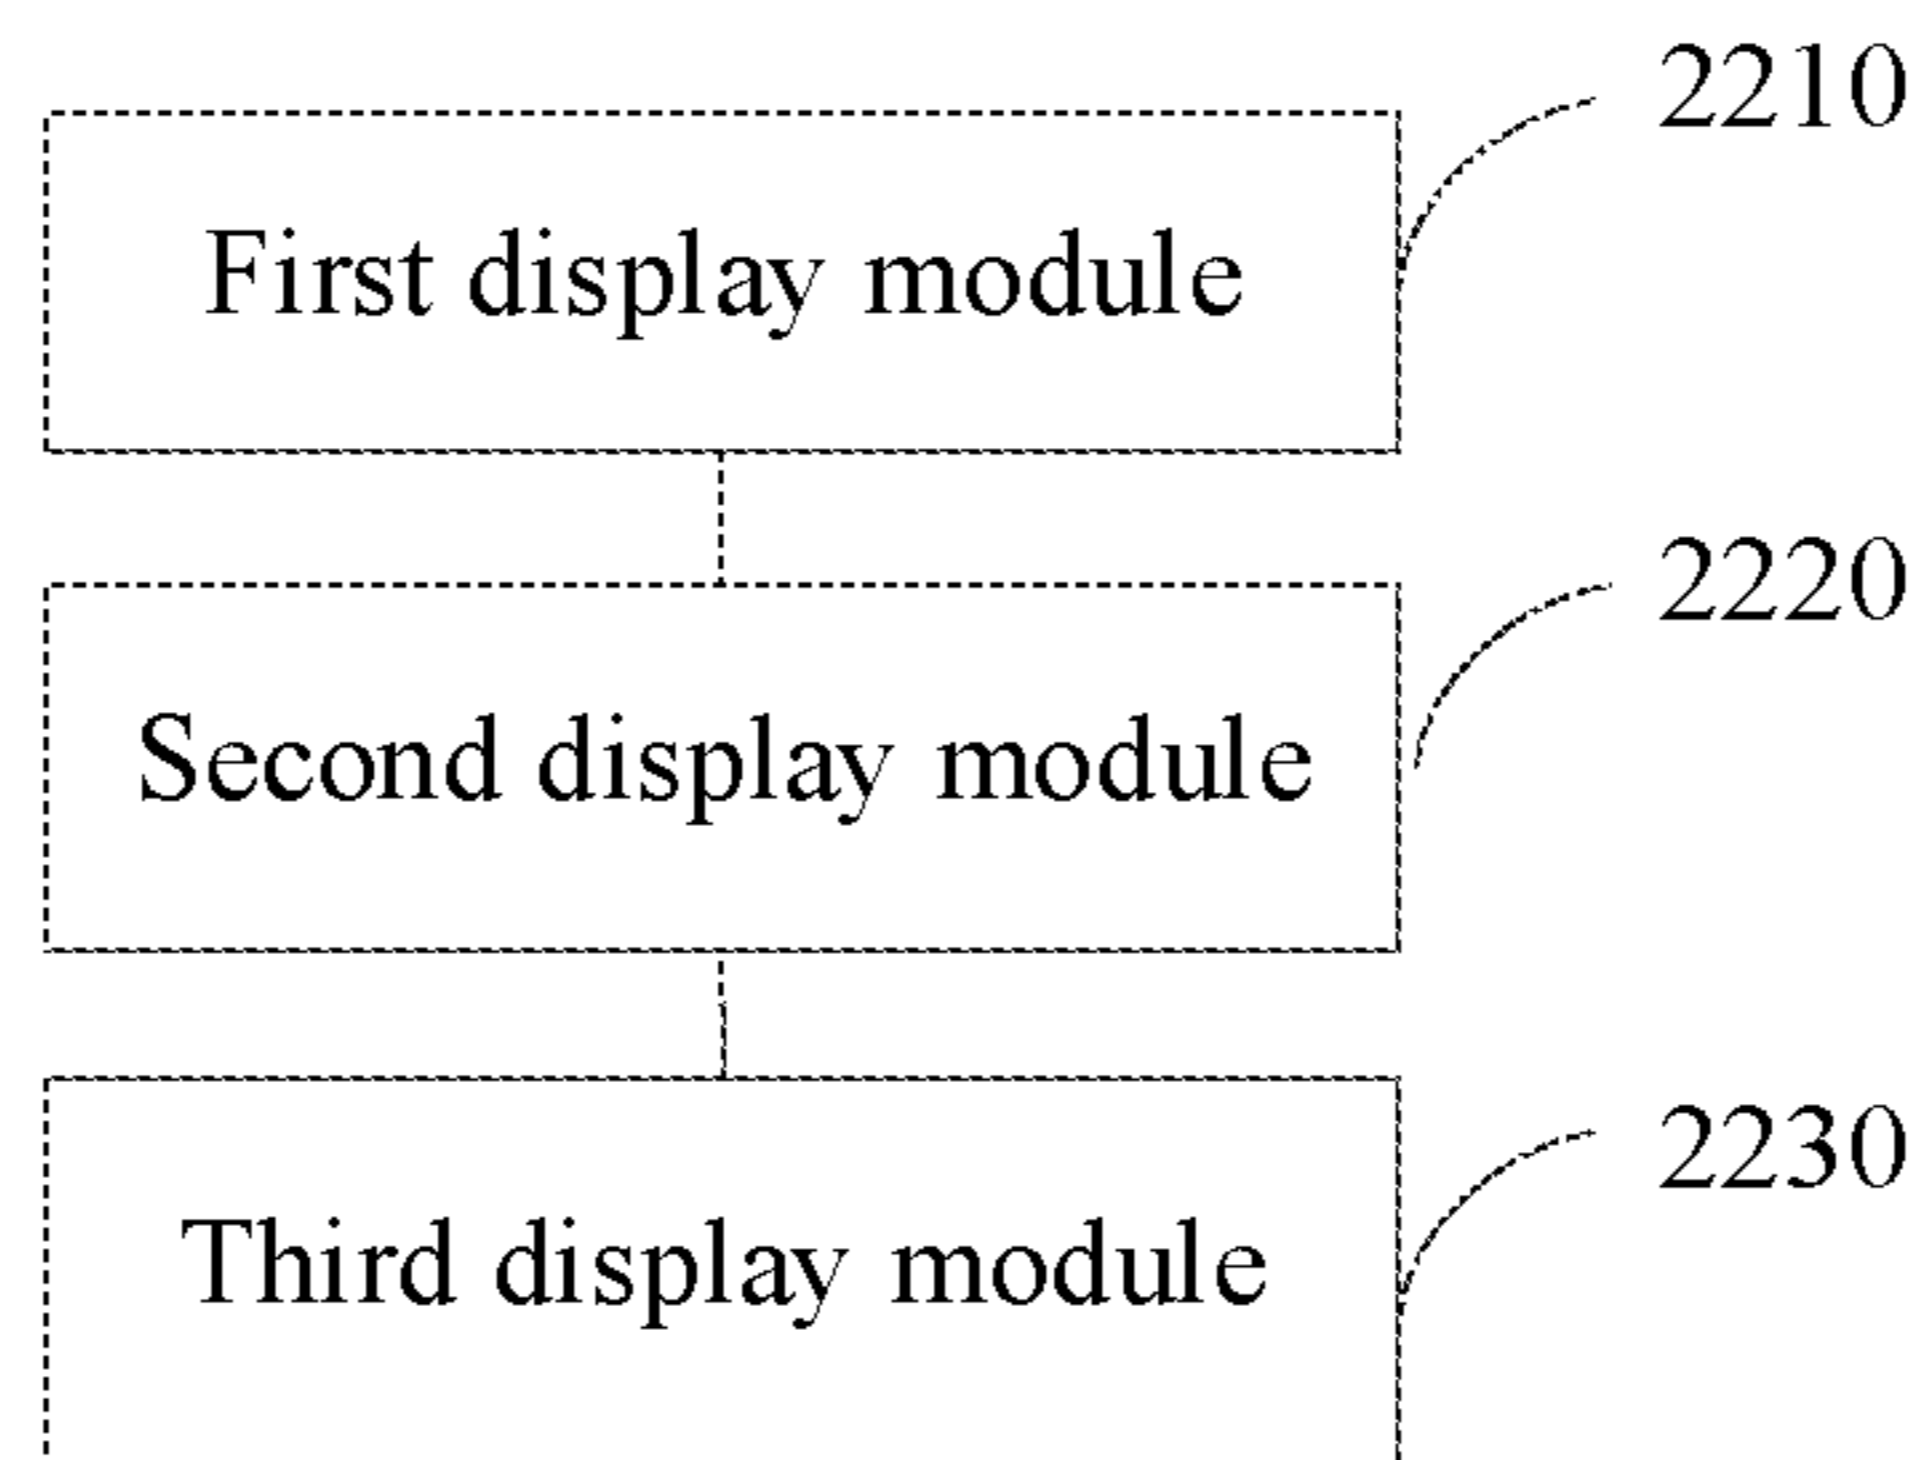 2210
First display module
2220
Second display module
2230
Third display module